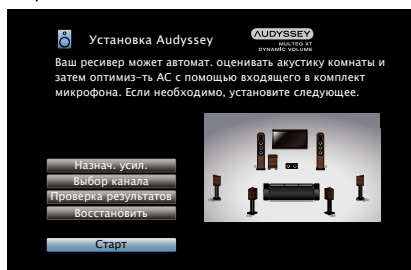 Установка Audyssey
AUDYSSEY
MULTEQ XT
DYNAMIC VOLUME
Ваш ресивер может автомат. оценивать акустику комнаты и
затем оптимиз-ть АС с помощью входящего в комплект
микрофона. Если необходимо, установите следующее.
Назнач. усил.
Выбор канала
Проверка результатов
Восстановить
Старт